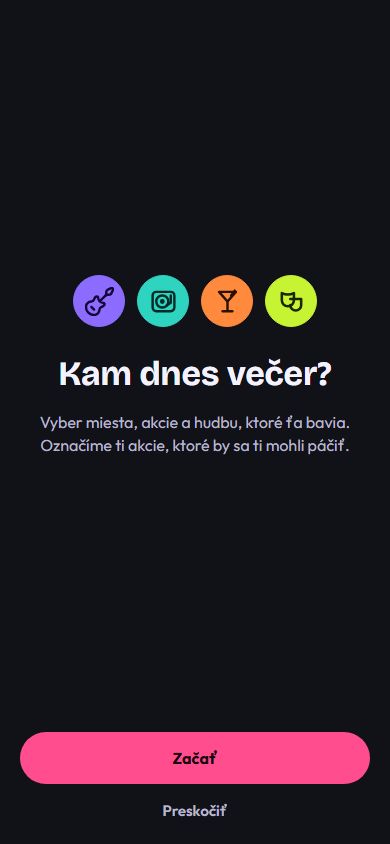 Kam dnes večer?
Vyber miesta, akcie a hudbu, ktoré ťa bavia.
Označíme ti akcie, ktoré by sa ti mohli páčiť.
Začať
Preskočiť